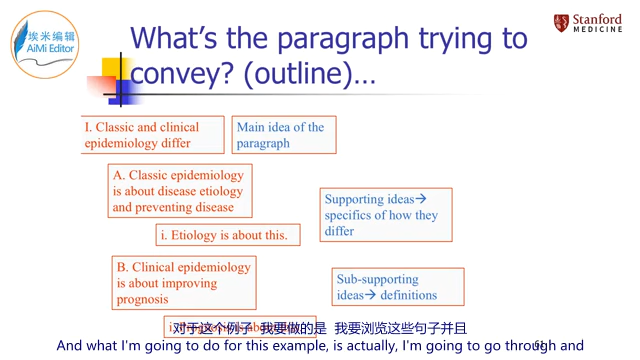 埃米编辑
AiMi Editor
Stanford
MEDICINE
What's the paragraph trying to
convey? (outline)…
I. Classic and clinical
epidemiology differ
Main idea of the
paragraph
A. Classic epidemiology
is about disease etiology
and preventing disease
Supporting ideas→
specifics of how they
differ
i. Etiology is about this.
B. Clinical epidemiology
is about improving
prognosis
Sub-supporting
ideas→ definitions
对于这个例子 我要做的是 我要浏览这些句子并且
And what I'm going to do for this example, is actually, I'm going to go through and